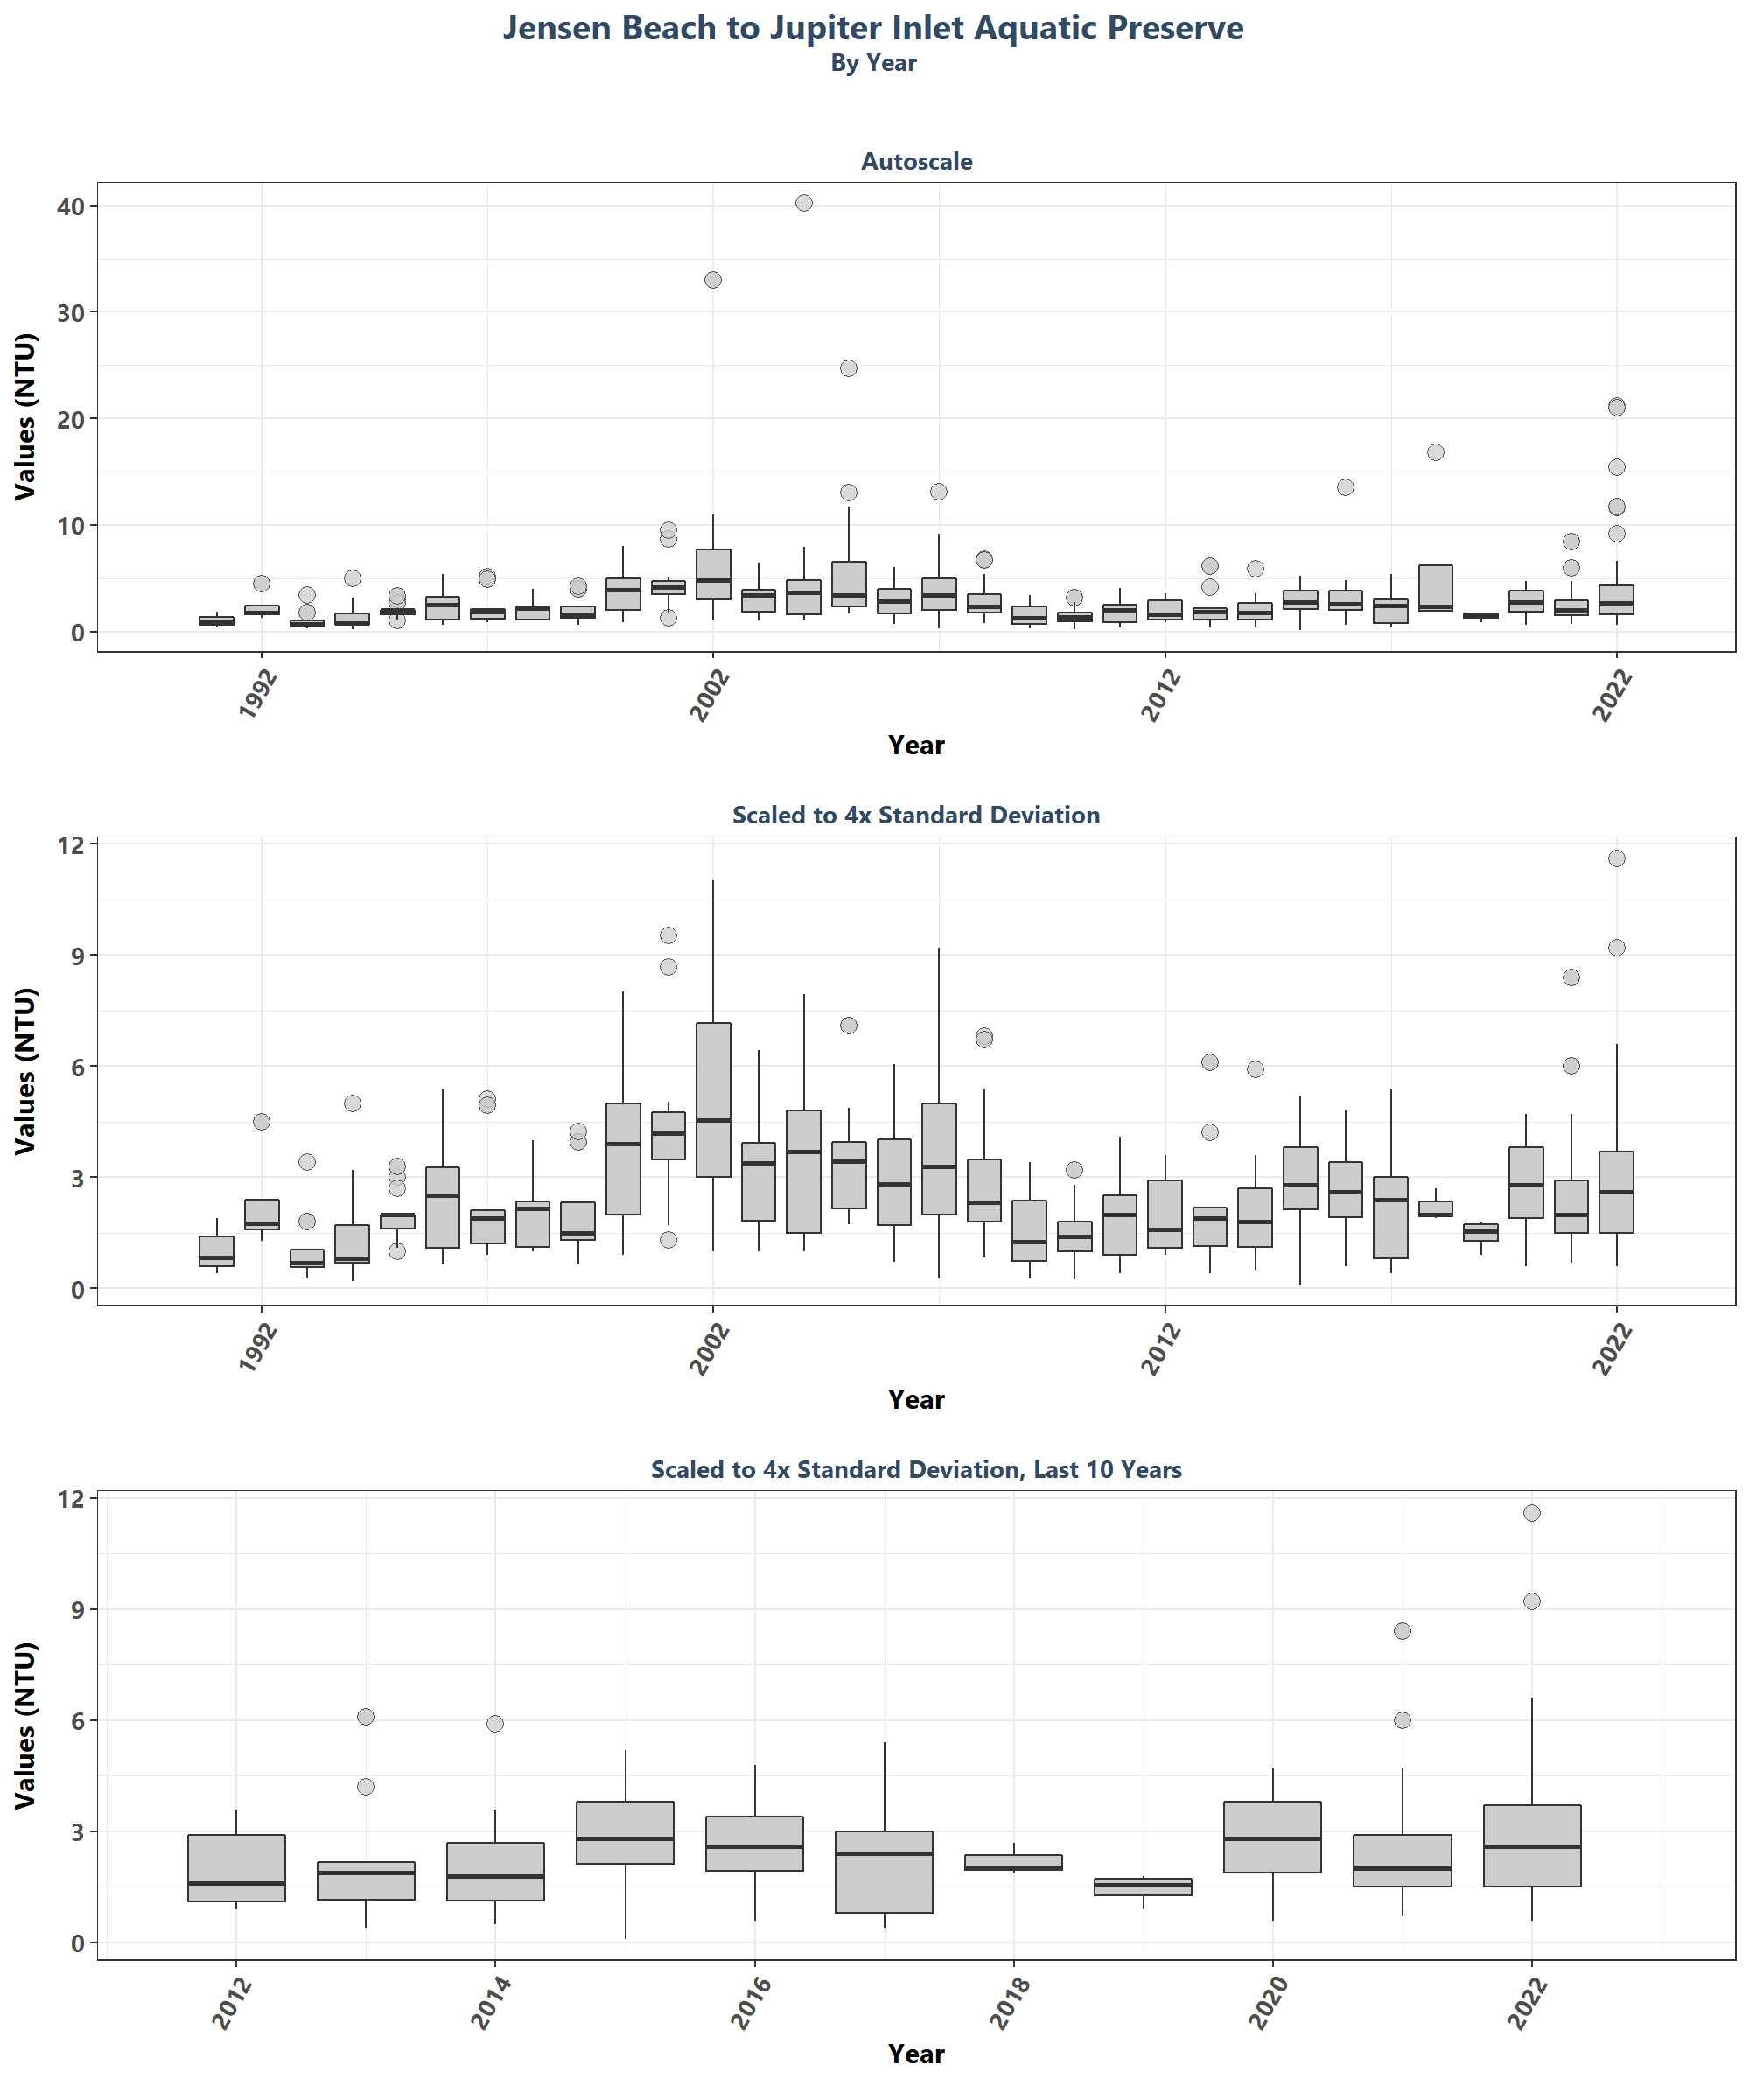 Jensen Beach to Jupiter Inlet Aquatic Preserve
By Year
Autoscale
Values (NTU)
40
30
20
10
0
1992
2002
2012
2022
Year
Scaled to 4x Standard Deviation
Values (NTU)
12
9
6
3
0
1992
2002
2012
2022
Year
Scaled to 4x Standard Deviation, Last 10 Years
Values (NTU)
12
9
6
3
0
2012
2014
2016
2018
2020
2022
Year